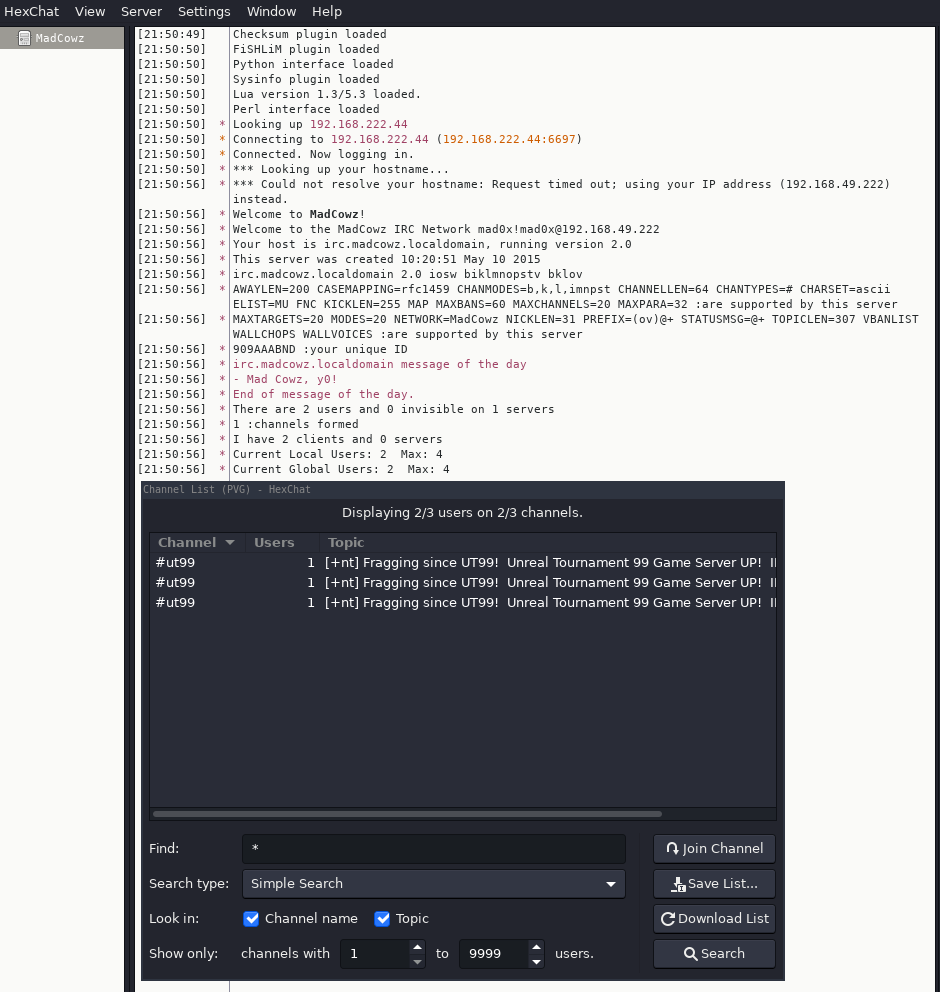 HexChat View Server Settings Window Help
MadCowz
[21:50:49] Checksum plugin loaded
[21:50:50] FiSHLiM plugin loaded
[21:50:50] Python interface loaded
[21:50:50] Sysinfo plugin loaded
[21:50:50] Lua version 1.3/5.3 loaded.
[21:50:50] Perl interface loaded
[21:50:50] * Looking up 192.168.222.44
[21:50:50] * Connecting to 192.168.222.44 (192.168.222.44:6697)
[21:50:50] * Connected. Now logging in.
[21:50:50] * *** Looking up your hostname...
[21:50:56] * *** Could not resolve your hostname: Request timed out; using your IP address (192.168.49.222)
instead.
[21:50:56] * Welcome to MadCowz!
[21:50:56] * Welcome to the MadCowz IRC Network mad0x!mad0x@192.168.49.222
[21:50:56] * Your host is irc.madcowz.localdomain, running version 2.0
[21:50:56] * This server was created 10:20:51 May 10 2015
[21:50:56] * irc.madcowz.localdomain 2.0 iosw biklmnopstv bklov
[21:50:56] * AWAYLEN=200 CASEMAPPING=rfc1459 CHANMODES=b,k,l,imnpst CHANNELLEN=64 CHANTYPES=# CHARSET=ascii
ELIST=MU FNC KICKLEN=255 MAP MAXBANS=60 MAXCHANNELS=20 MAXPARA=32 :are supported by this server
[21:50:56] * MAXTARGETS=20 MODES=20 NETWORK=MadCowz NICKLEN=31 PREFIX=(ov)@+ STATUSMSG=@+ TOPICLEN=307 VBANLIST
WALLCHOPS WALLVOICES :are supported by this server
[21:50:56] * 909AAABND :your unique ID
[21:50:56] * irc.madcowz.localdomain message of the day
[21:50:56] * - Mad Cowz, y0!
[21:50:56] * End of message of the day.
[21:50:56] * There are 2 users and 0 invisible on 1 servers
[21:50:56] * 1 :channels formed
[21:50:56] * I have 2 clients and 0 servers
[21:50:56] * Current Local Users: 2  Max: 4
[21:50:56] * Current Global Users: 2  Max: 4
Channel List (PVG) - HexChat
Displaying 2/3 users on 2/3 channels.
Channel Users Topic
#ut99 1 [+nt] Fragging since UT99!  Unreal Tournament 99 Game Server UP!
#ut99 1 [+nt] Fragging since UT99!  Unreal Tournament 99 Game Server UP!
#ut99 1 [+nt] Fragging since UT99!  Unreal Tournament 99 Game Server UP!
Find: * Join Channel
Search type: Simple Search Save List...
Look in: Channel name Topic Download List
Show only: channels with 1 to 9999 users. Search